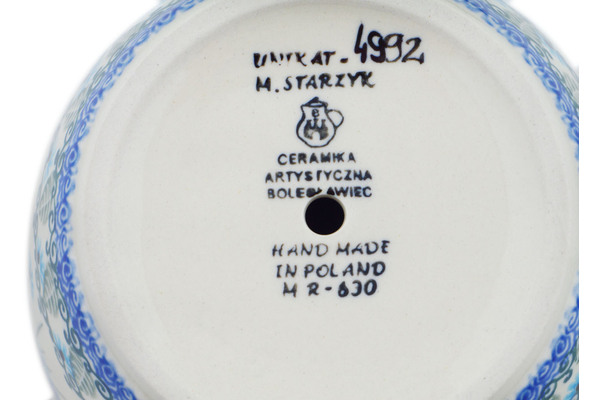 UNIKAT-4992
M. STARZYK
e
CERAMIKA
ARTYSTYCZNA
BOLESŁAWIEC
HAND MADE
IN POLAND
M R-630